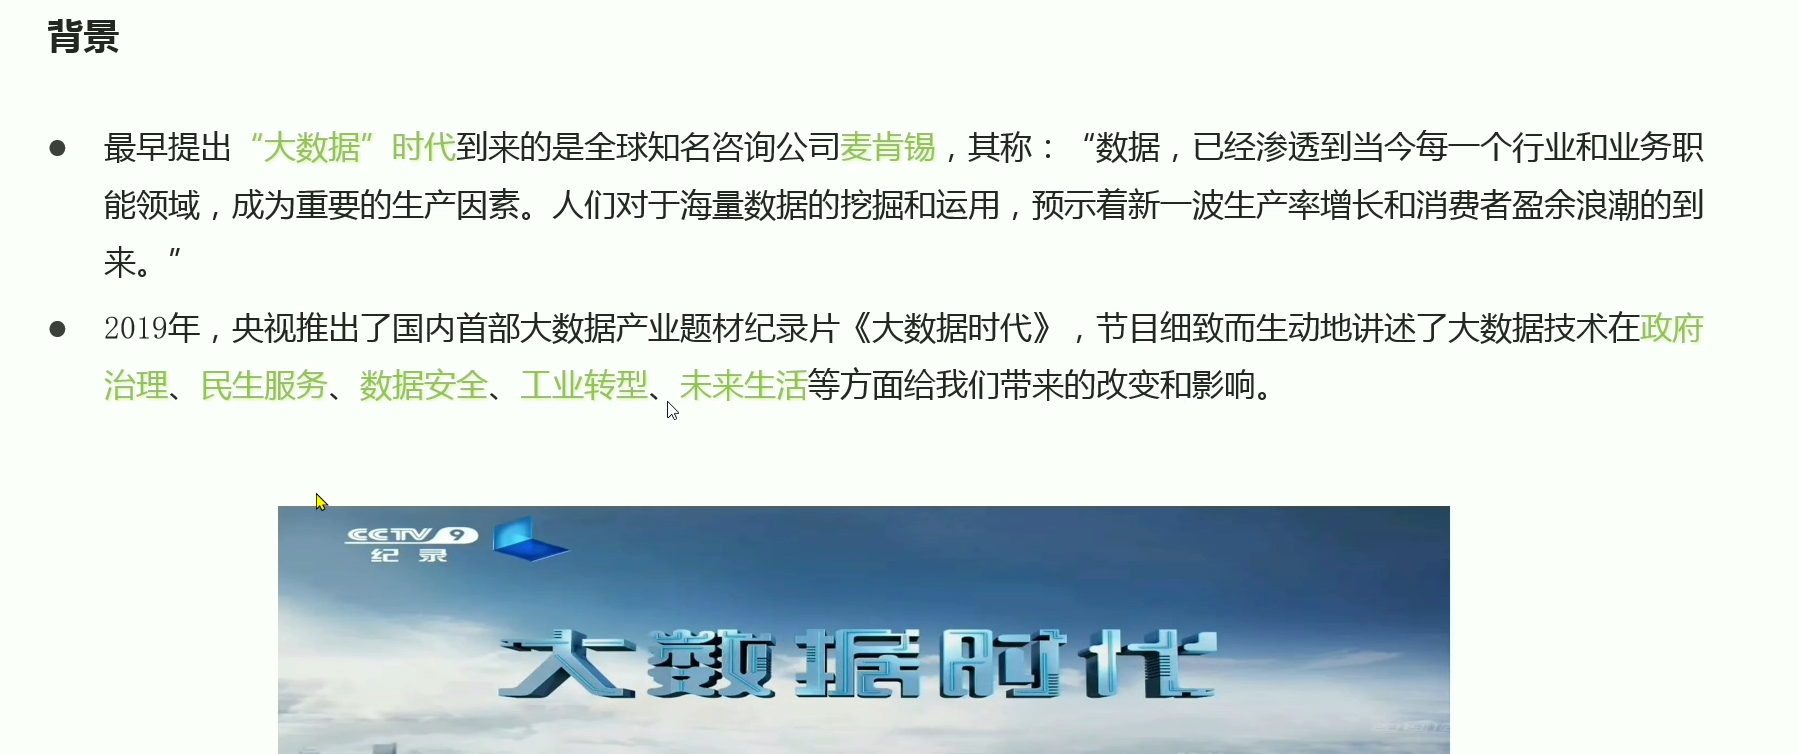 背景
● 最早提出“大数据”时代到来的是全球知名咨询公司麦肯锡，其称：“数据，已经渗透到当今每一个行业和业务职
能领域，成为重要的生产因素。人们对于海量数据的挖掘和运用，预示着新一波生产率增长和消费者盈余浪潮的到
来。”
● 2019年，央视推出了国内首部大数据产业题材纪录片《大数据时代》，节目细致而生动地讲述了大数据技术在政府
治理、民生服务、数据安全、工业转型、未来生活等方面给我们带来的改变和影响。
CCTV 9
纪录
大数据时代